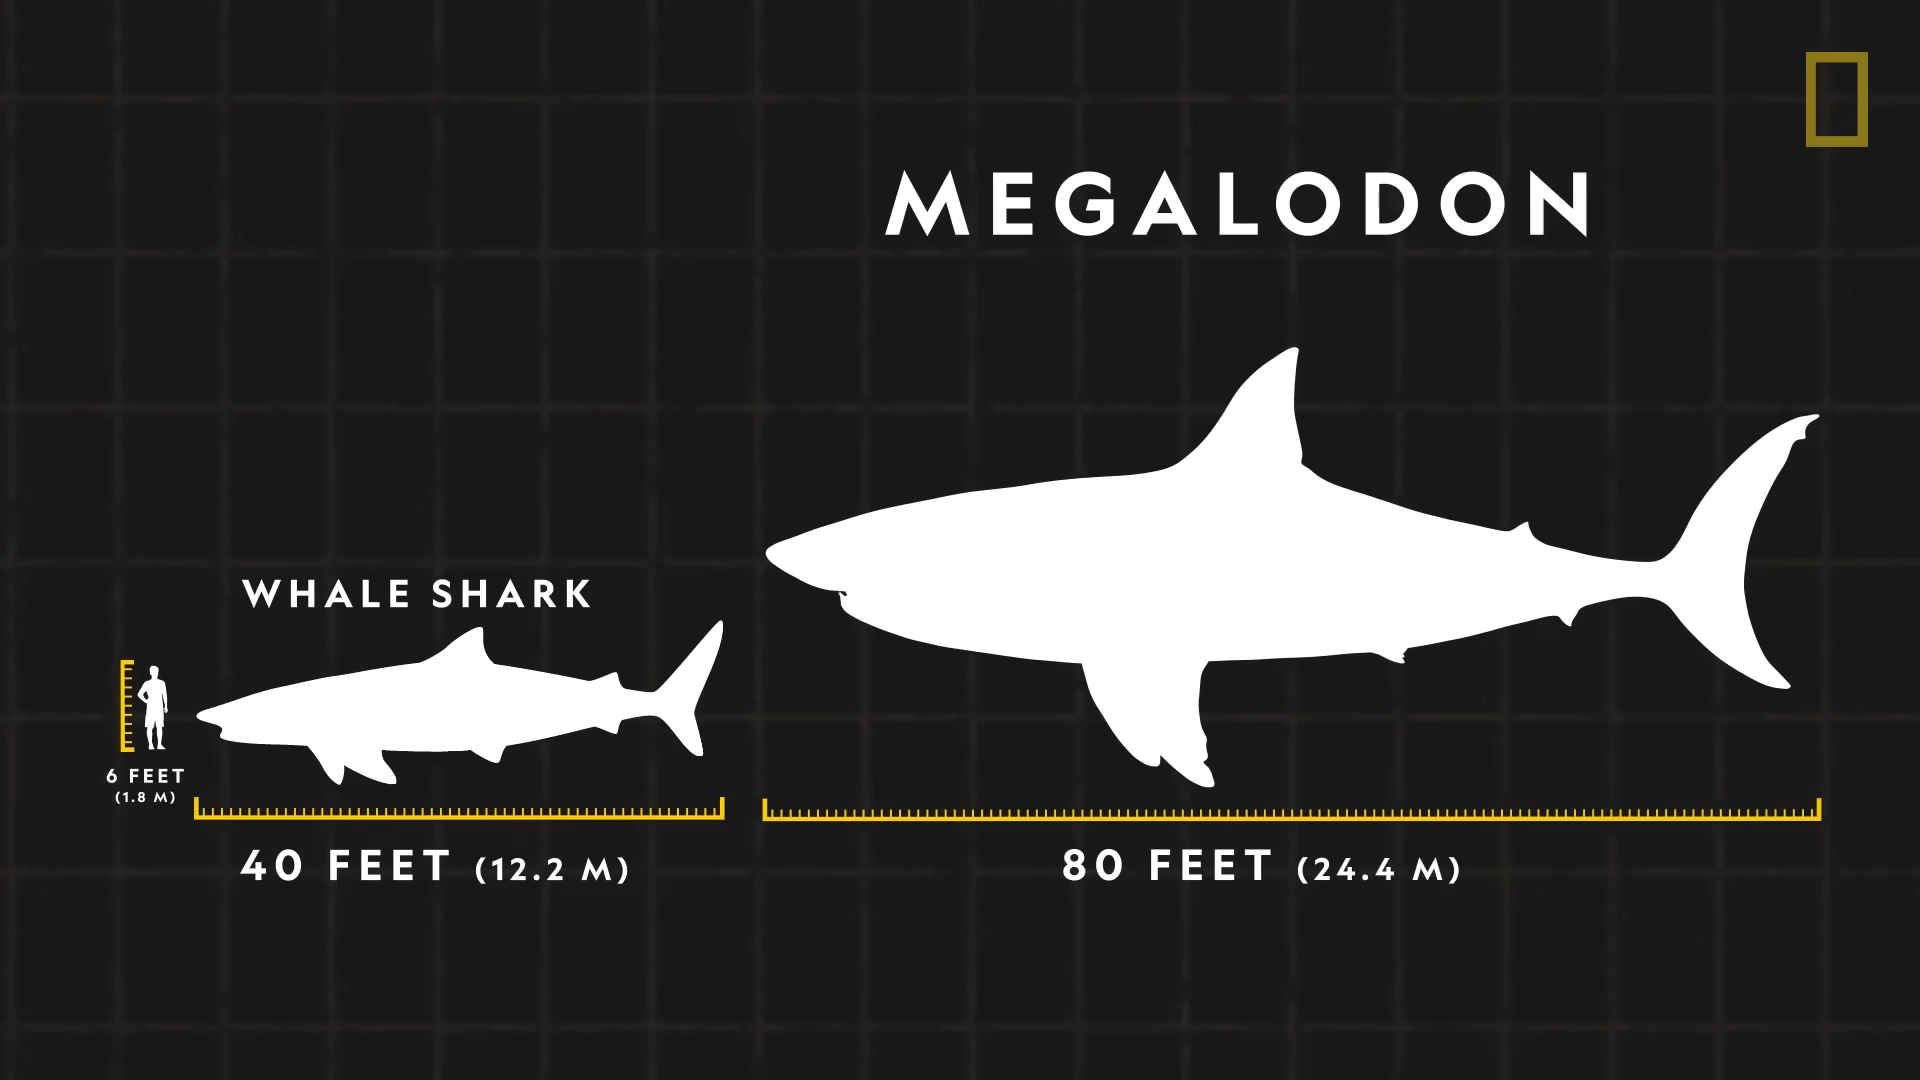 MEGALODON
WHALE SHARK
6 FEET
(1.8 M)
40 FEET (12.2 M)
80 FEET (24.4 M)